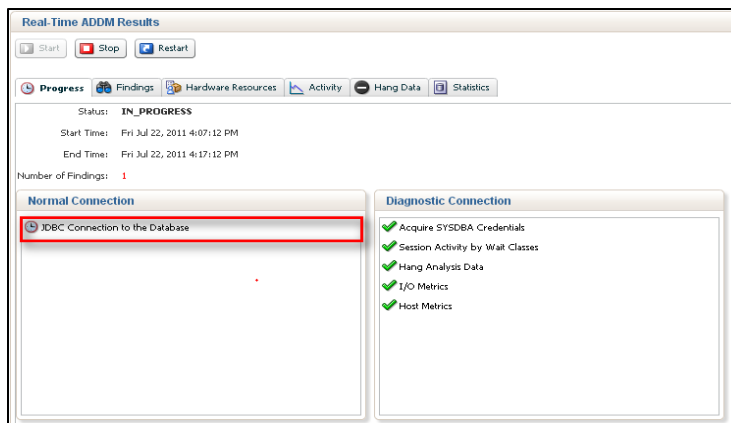 Real-Time ADDM Results
Start Stop Restart
Progress Findings Hardware Resources Activity Hang Data Statistics
Status: IN_PROGRESS
Start Time: Fri Jul 22, 2011 4:07:12 PM
End Time: Fri Jul 22, 2011 4:17:12 PM
Number of Findings: 1
Normal Connection
JDBC Connection to the Database
Diagnostic Connection
Acquire SYSDBA Credentials
Session Activity by Wait Classes
Hang Analysis Data
I/O Metrics
Host Metrics